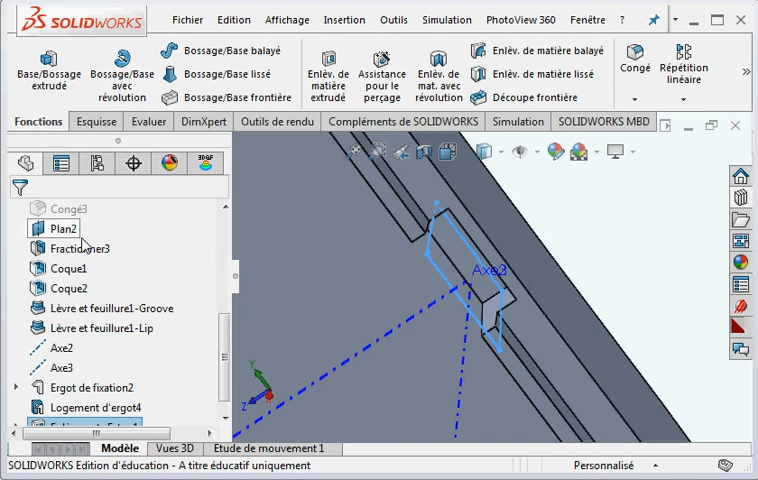 SOLIDWORKS
Fichier Edition Affichage Insertion Outils Simulation PhotoView 360 Fenêtre ?
Base/Bossage extrudé
Bossage/Base avec révolution
Bossage/Base balayé
Bossage/Base lissé
Bossage/Base frontière
Enlèv. de matière extrudé
Assistance pour le perçage
Enlèv. de mat. avec révolution
Enlèv. de matière balayé
Enlèv. de matière lissé
Découpe frontière
Congé
Répétition linéaire
Fonctions Esquisse Evaluer DimXpert Outils de rendu Compléments de SOLIDWORKS Simulation SOLIDWORKS MBD
Congé3
Plan2
Fractionner3
Coque1
Coque2
Lèvre et feuillure1-Groove
Lèvre et feuillure1-Lip
Axe2
Axe3
Ergot de fixation2
Logement d'ergot4
Axe3
Y
Z
Modèle Vues 3D Etude de mouvement 1
SOLIDWORKS Edition d'éducation - A titre éducatif uniquement
Personnalisé